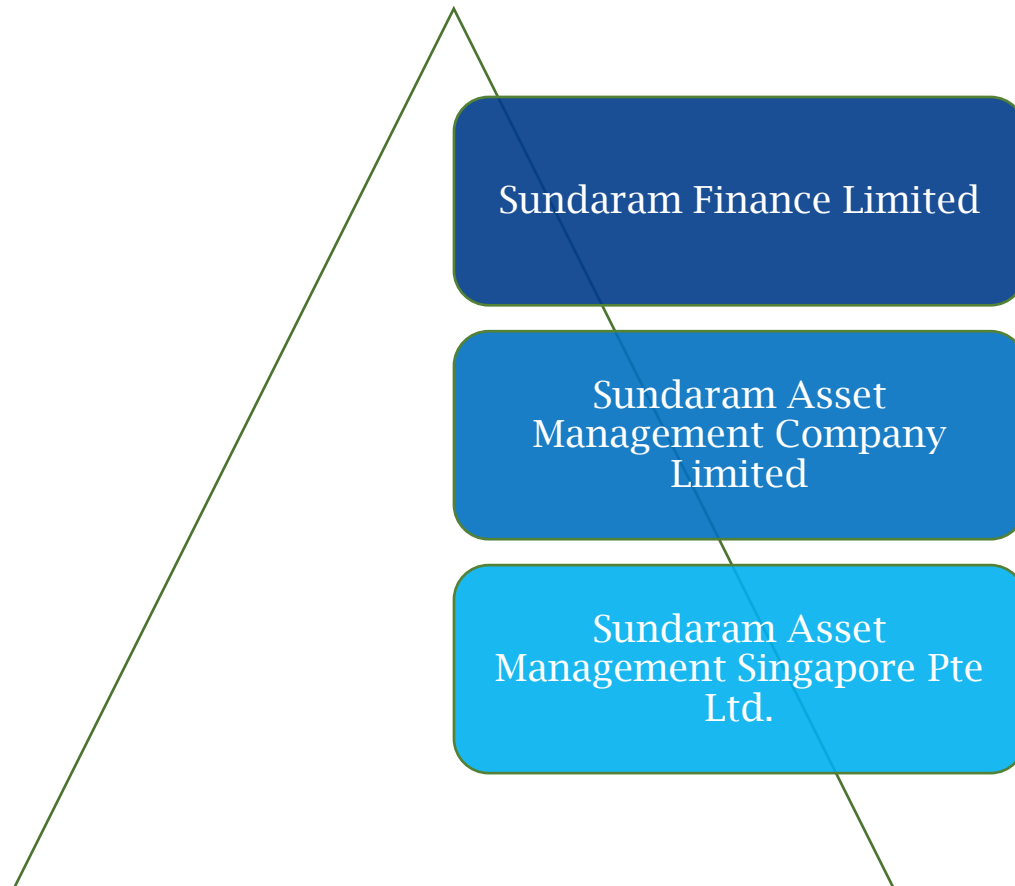 Sundaram Finance Limited
Sundaram Asset
Management Company
Limited
Sundaram Asset
Management Singapore Pte
Ltd.